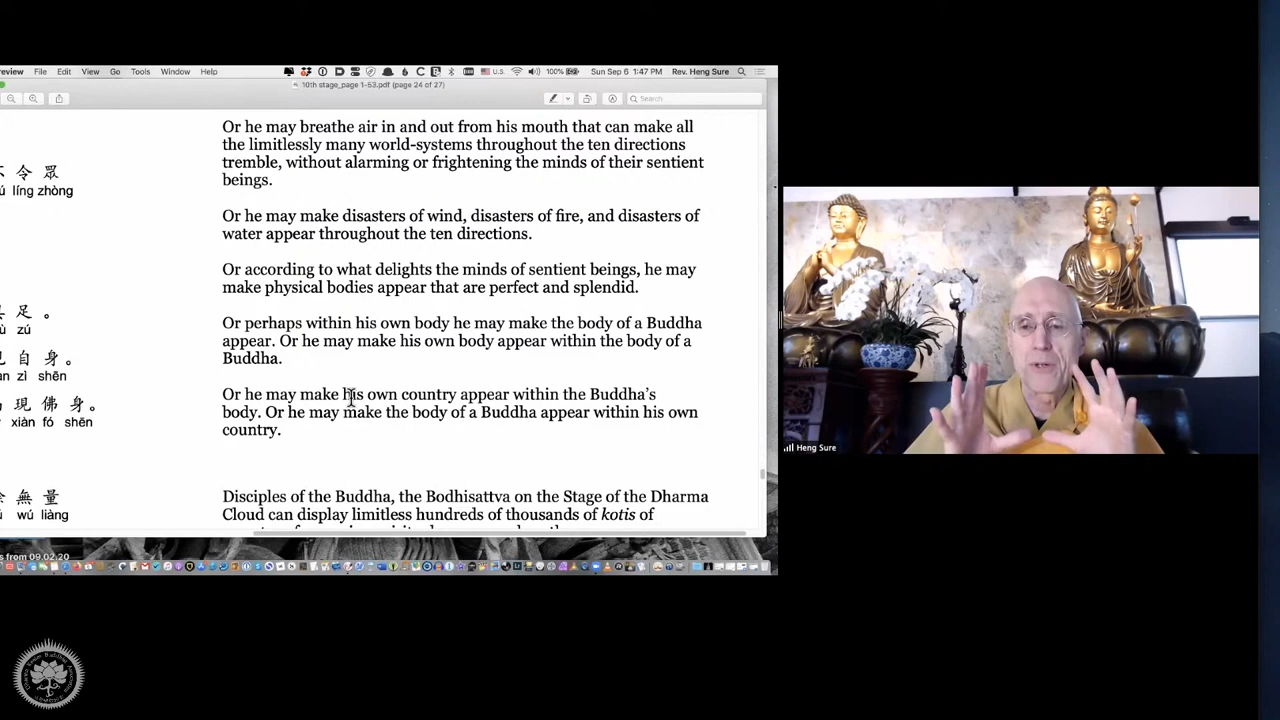 review File Edit View Go Tools Window Help U.S. 100% Sun Sep 6 1:47 PM Rev. Heng Sure
10th stage_page 1-53.pdf (page 24 of 27)
Search
Or he may breathe air in and out from his mouth that can make all
the limitlessly many world-systems throughout the ten directions
tremble, without alarming or frightening the minds of their sentient
beings.
令 眾
líng zhòng
Or he may make disasters of wind, disasters of fire, and disasters of
water appear throughout the ten directions.
Or according to what delights the minds of sentient beings, he may
make physical bodies appear that are perfect and splendid.
足 。
zú
Or perhaps within his own body he may make the body of a Buddha
appear. Or he may make his own body appear within the body of a
Buddha.
自 身。
zì shēn
Or he may make his own country appear within the Buddha’s
body. Or he may make the body of a Buddha appear within his own
country.
現 佛 身。
xiàn fó shēn
Heng Sure
Disciples of the Buddha, the Bodhisattva on the Stage of the Dharma
Cloud can display limitless hundreds of thousands of kotis of
無 量
wú liàng
s from 09.02.20